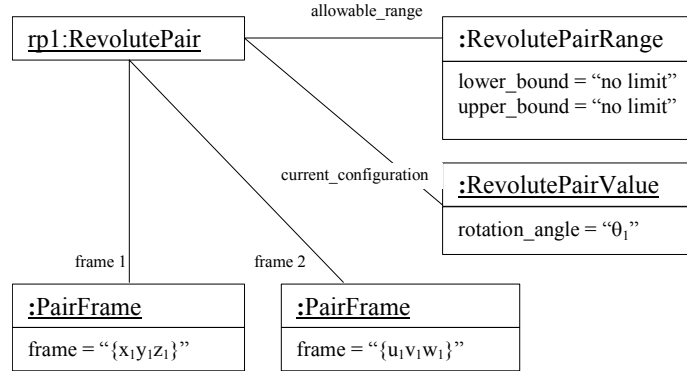 allowable_range
rp1:RevolutePair
:RevolutePairRange
lower_bound = “no limit”
upper_bound = “no limit”
current_configuration
:RevolutePairValue
rotation_angle = “θ₁”
frame 1
frame 2
:PairFrame
frame = “{x₁y₁z₁}”
:PairFrame
frame = “{u₁v₁w₁}”